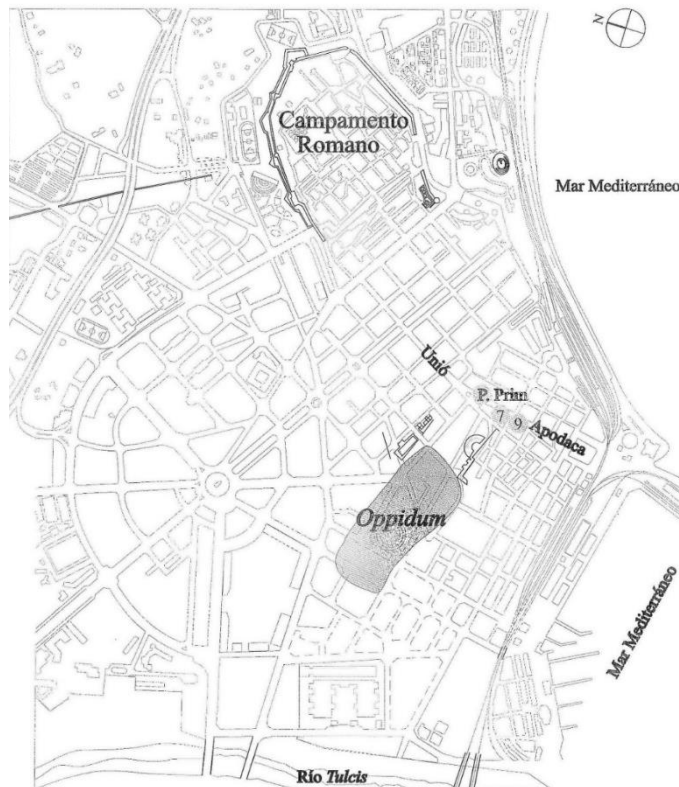 N
Campamento
Romano
Mar Mediterráneo
Unió
P. Prim
7 9
Apodaca
Oppidum
Mar Mediterráneo
Río Tulcis